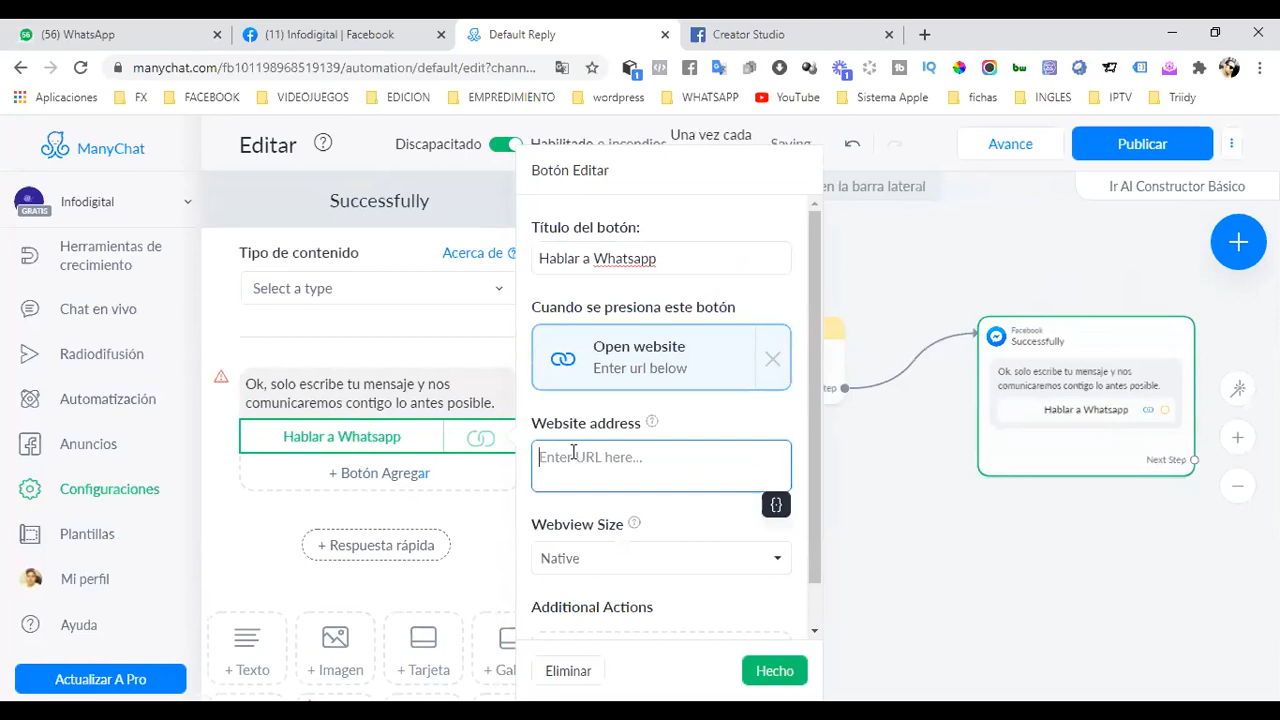 (56) WhatsApp
(11) Infodigital | Facebook
Default Reply
Creator Studio
manychat.com/fb101198968519139/automation/default/edit?chann...
Aplicaciones
FX
FACEBOOK
VIDEOJUEGOS
EDICION
EMPREDIMIENTO
wordpress
WHATSAPP
YouTube
Sistema Apple
fichas
INGLES
IPTV
Triidy
ManyChat
Editar
Discapacitado
Habilitado e incendios
Una vez cada
Saving
Avance
Publicar
Infodigital
GRATIS
Herramientas de
crecimiento
Chat en vivo
Radiodifusión
Automatización
Anuncios
Configuraciones
Plantillas
Mi perfil
Ayuda
Actualizar A Pro
Successfully
Tipo de contenido
Acerca de
Select a type
Ok, solo escribe tu mensaje y nos
comunicaremos contigo lo antes posible.
Hablar a Whatsapp
+ Botón Agregar
+ Respuesta rápida
+ Texto
+ Imagen
+ Tarjeta
+ Gal
Botón Editar
Título del botón:
Hablar a Whatsapp
Cuando se presiona este botón
Open website
Enter url below
Website address
Enter URL here...
{}
Webview Size
Native
Additional Actions
Eliminar
Hecho
en la barra lateral
Ir Al Constructor Básico
tep
Facebook
Successfully
Ok, solo escribe tu mensaje y nos
comunicaremos contigo lo antes posible.
Hablar a Whatsapp
Next Step